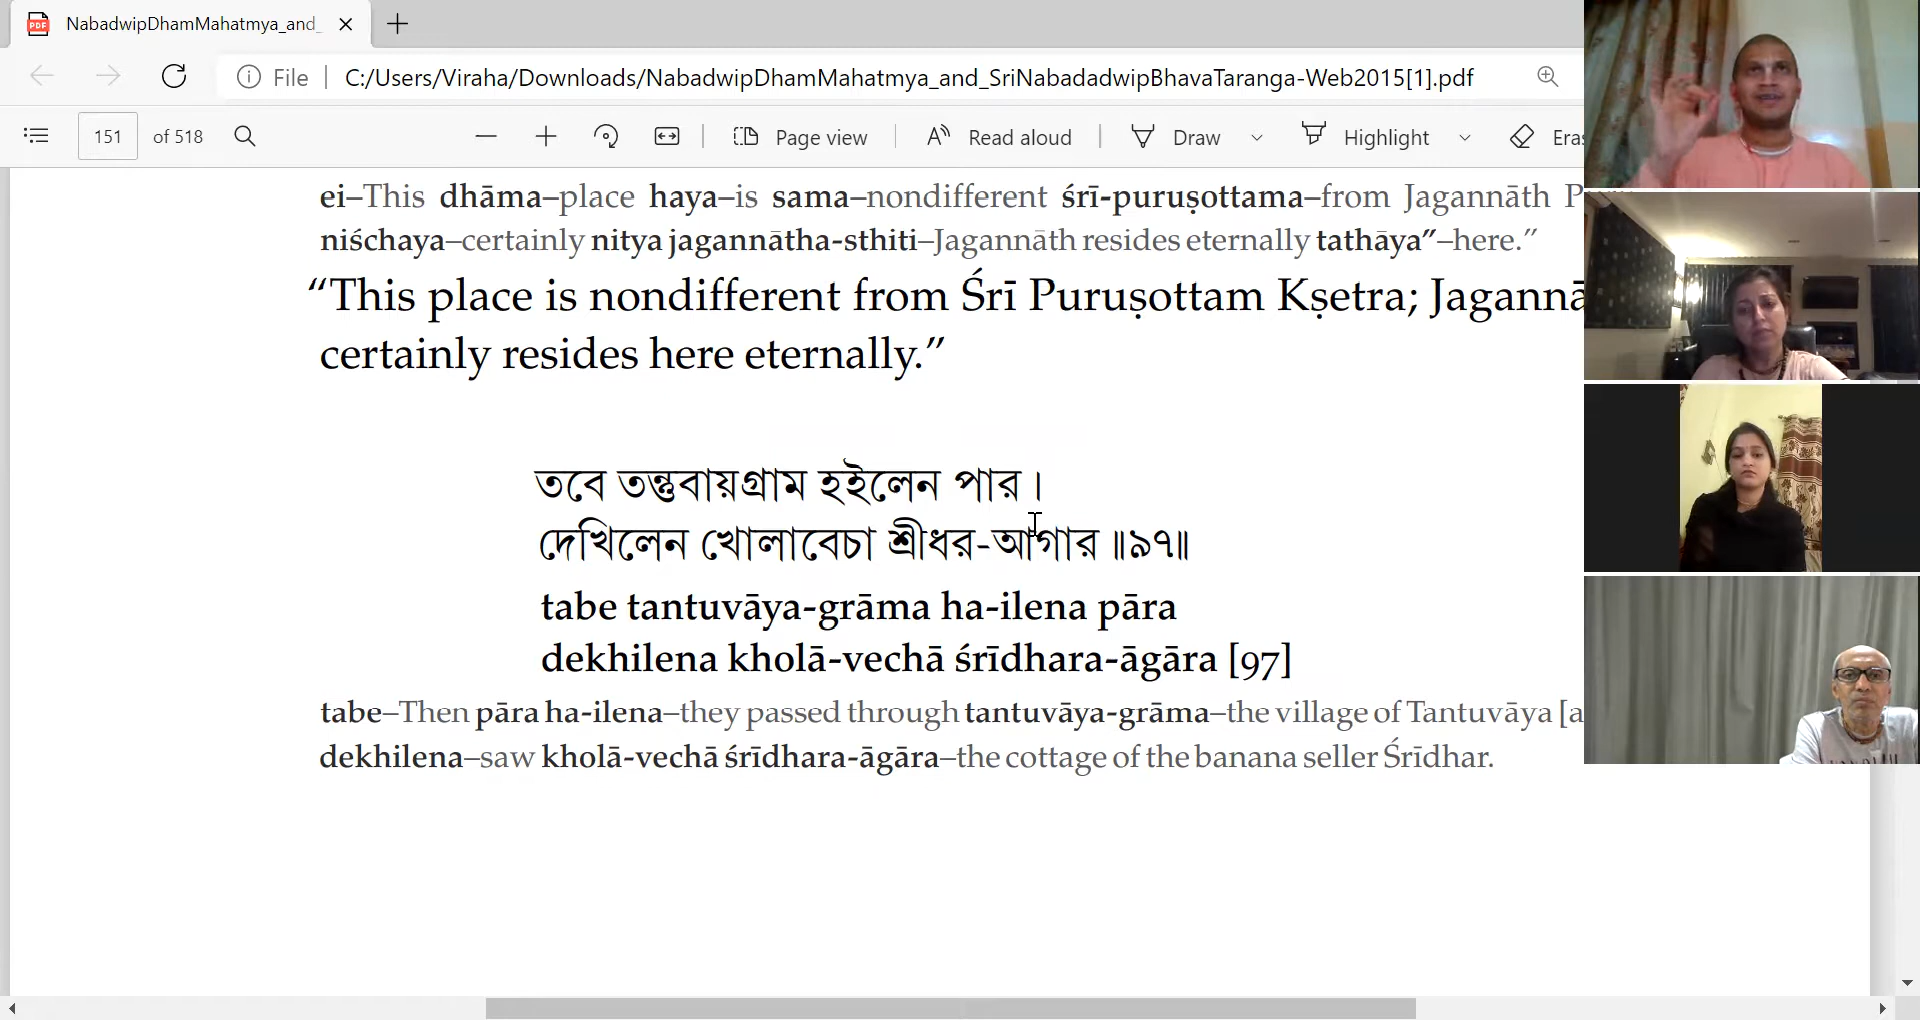 NabadwipDhamMahatmya_and_
File
C:/Users/Viraha/Downloads/NabadwipDhamMahatmya_and_SriNabadadwipBhavaTaranga-Web2015[1].pdf
151 of 518 Page view Read aloud Draw Highlight
ei–This dhāma–place haya–is sama–nondifferent śrī-puruṣottama–from Jagannāth
niśchaya–certainly nitya jagannātha-sthiti–Jagannāth resides eternally tathāya”–here.”
“This place is nondifferent from Śrī Puruṣottam Kṣetra;
certainly resides here eternally.”
তবে তন্তুবায়গ্রাম হইলেন পার ।
দেখিলেন খোলাবেচা শ্রীধর-আগার ॥৯৭॥
tabe tantuvāya-grāma ha-ilena pāra
dekhilena kholā-vechā śrīdhara-āgāra [97]
tabe–Then pāra ha-ilena–they passed through tantuvāya-grāma–the village of Tantuvāya [a
dekhilena–saw kholā-vechā śrīdhara-āgāra–the cottage of the banana seller Śrīdhar.